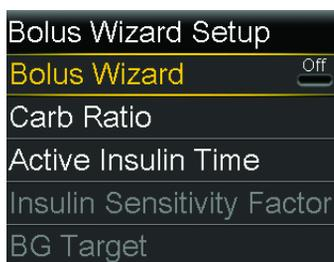 Bolus Wizard Setup
Bolus Wizard Off
Carb Ratio
Active Insulin Time
Insulin Sensitivity Factor
BG Target